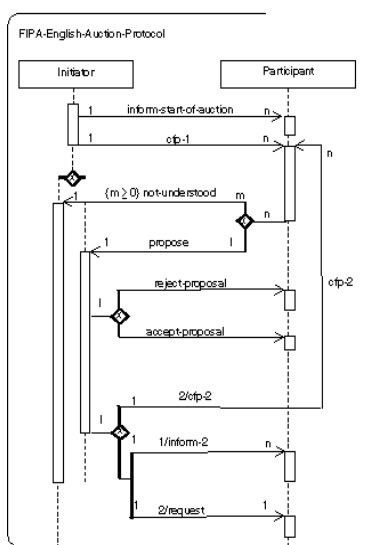 FIPA-English-Auction-Protocol
Initiator
Participant
1 inform-start-of-auction n
1 cfp-1 n
n
1 {m ≥ 0} not-understood m
x
x n
1 propose l
cfp-2
reject-proposal
l x
accept-proposal
1 2/cfp-2
l x
1 1/inform-2 n
1 2/request 1